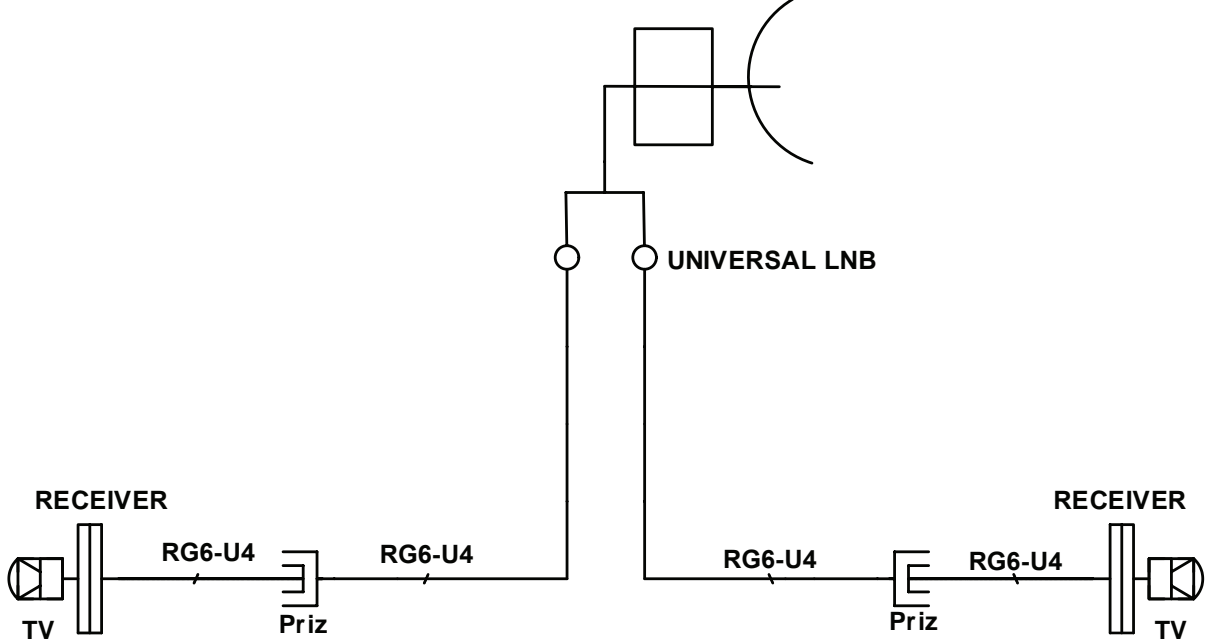 UNIVERSAL LNB
RECEIVER
RECEIVER
RG6-U4
RG6-U4
RG6-U4
RG6-U4
TV
Priz
Priz
TV